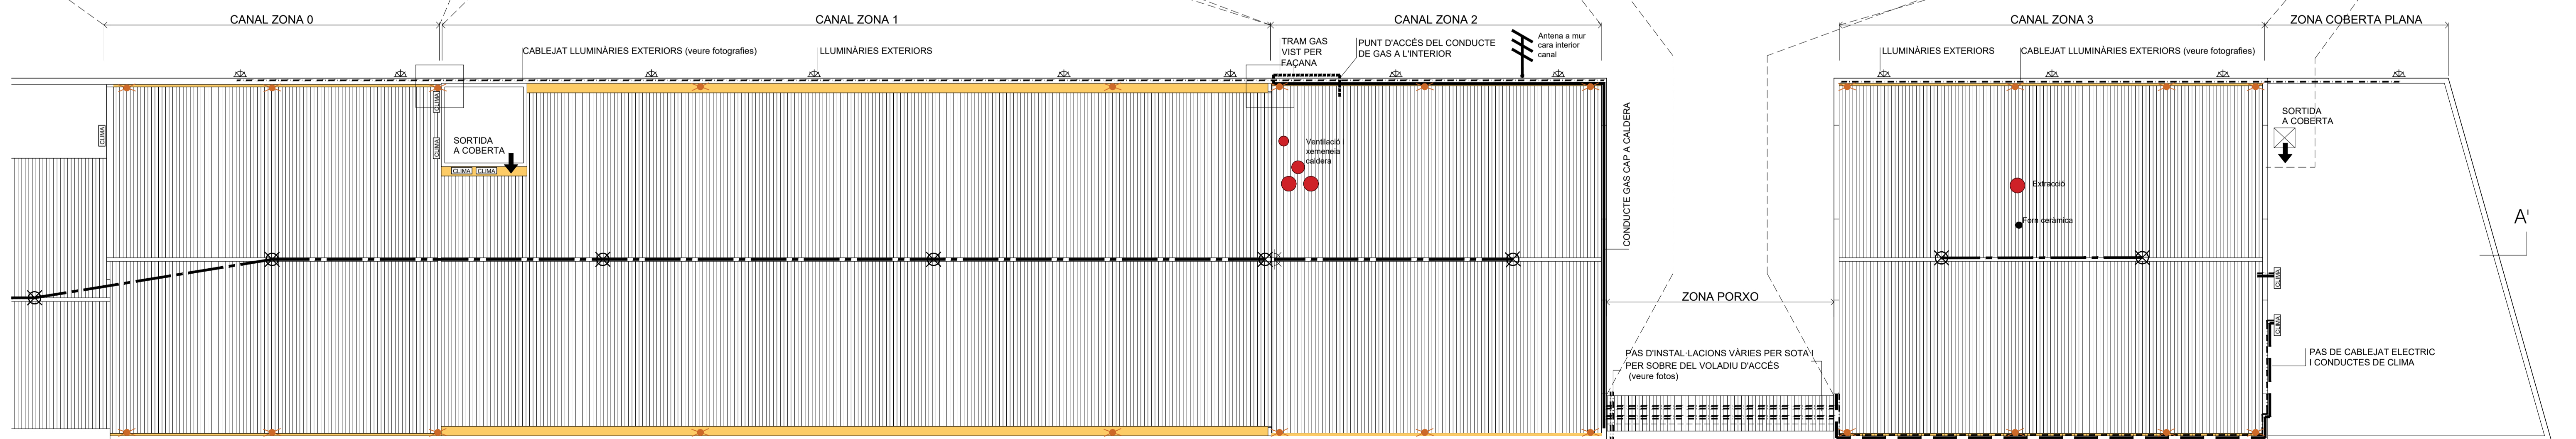 CANAL ZONA 0
CANAL ZONA 1
CANAL ZONA 2
CANAL ZONA 3
ZONA COBERTA PLANA
CABLEJAT LLUMINÀRIES EXTERIORS (veure fotografies)
LLUMINÀRIES EXTERIORS
TRAM GAS
VIST PER
FAÇANA
PUNT D'ACCÉS DEL CONDUCTE
DE GAS A L'INTERIOR
Antena a mur
cara interior
canal
LLUMINÀRIES EXTERIORS
CABLEJAT LLUMINÀRIES EXTERIORS (veure fotografies)
CLIMA
CLIMA
CLIMA
SORTIDA
A COBERTA
CLIMA
CLIMA
Ventilació i
xemeneia
caldera
CONDUCTE GAS CAP A CALDERA
Extracció
Forn ceràmica
SORTIDA
A COBERTA
A'
CLIMA
CLIMA
ZONA PORXO
PAS D'INSTAL·LACIONS VÀRIES PER SOTA I
PER SOBRE DEL VOLADIU D'ACCÉS
(veure fotos)
PAS DE CABLEJAT ELECTRIC
I CONDUCTES DE CLIMA